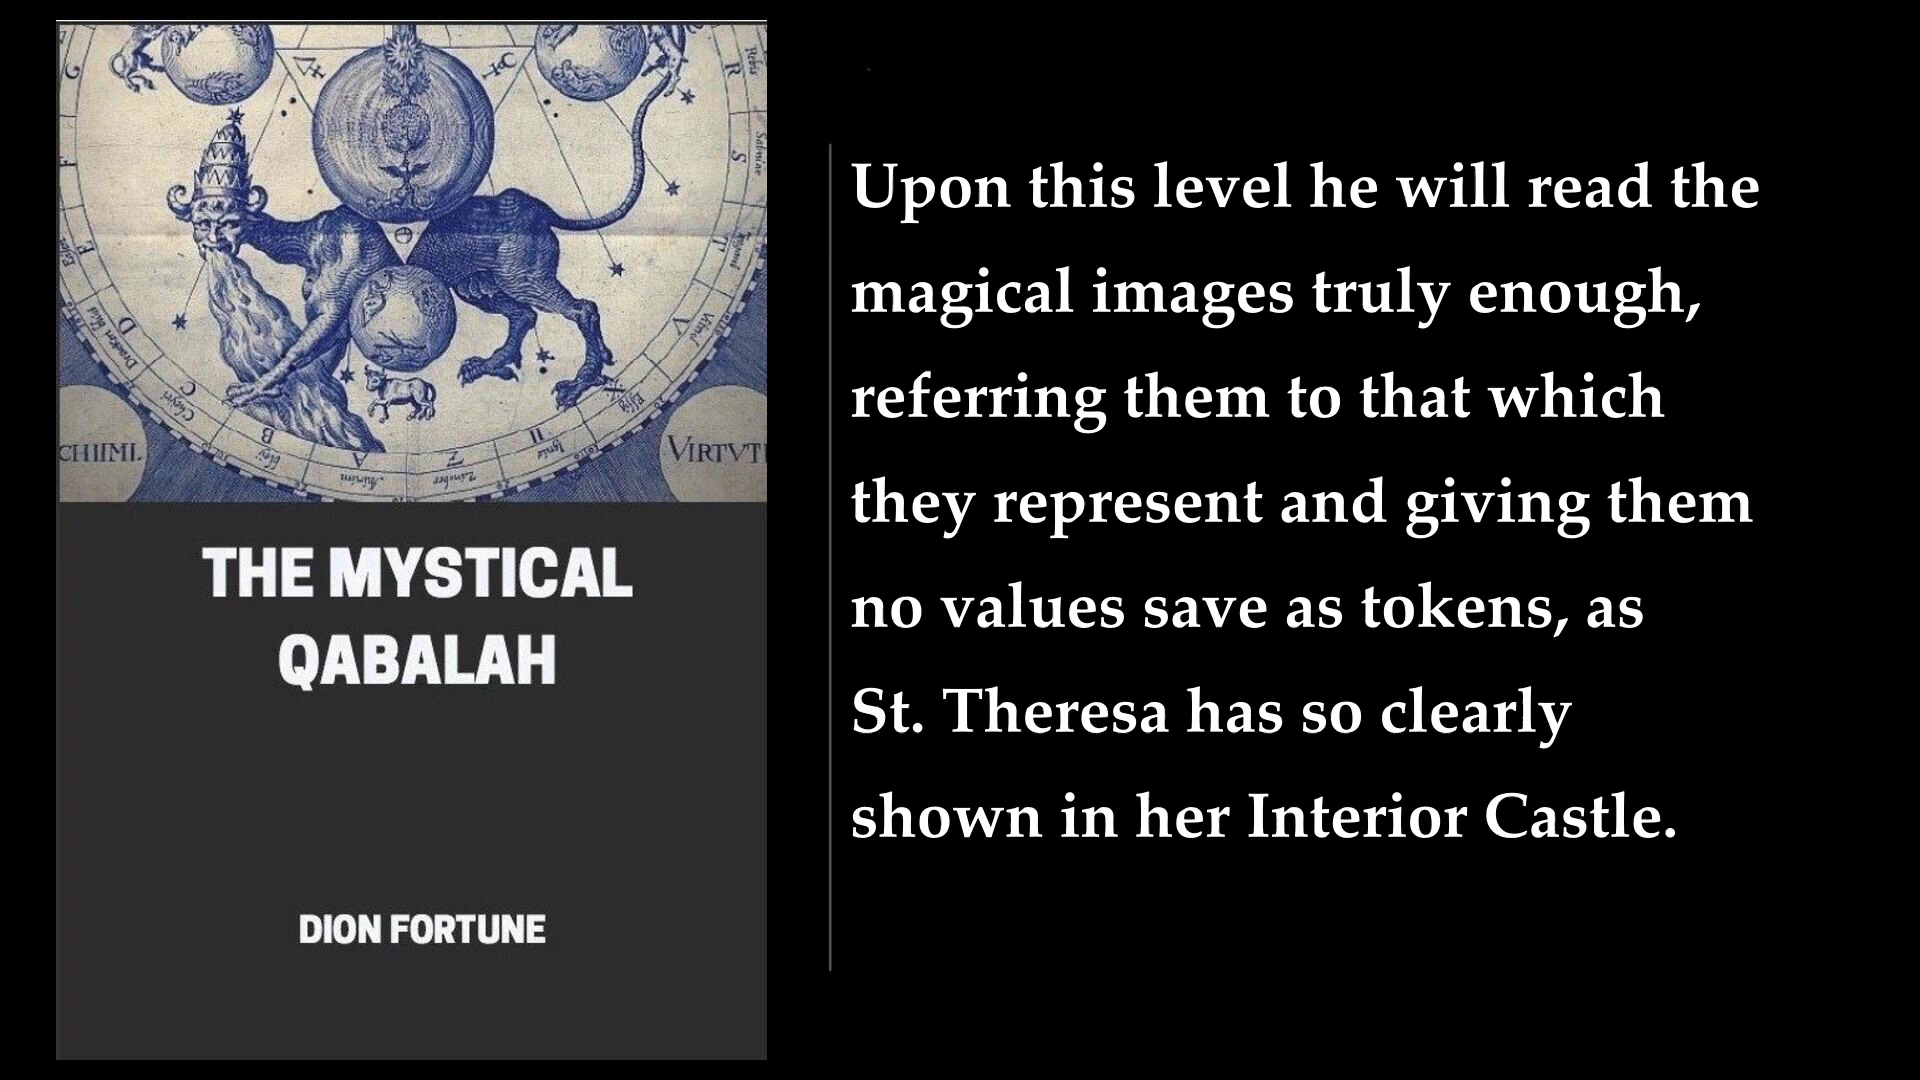 CHIIMI.
VIRTVT
THE MYSTICAL
QABALAH
DION FORTUNE
Upon this level he will read the
magical images truly enough,
referring them to that which
they represent and giving them
no values save as tokens, as
St. Theresa has so clearly
shown in her Interior Castle.